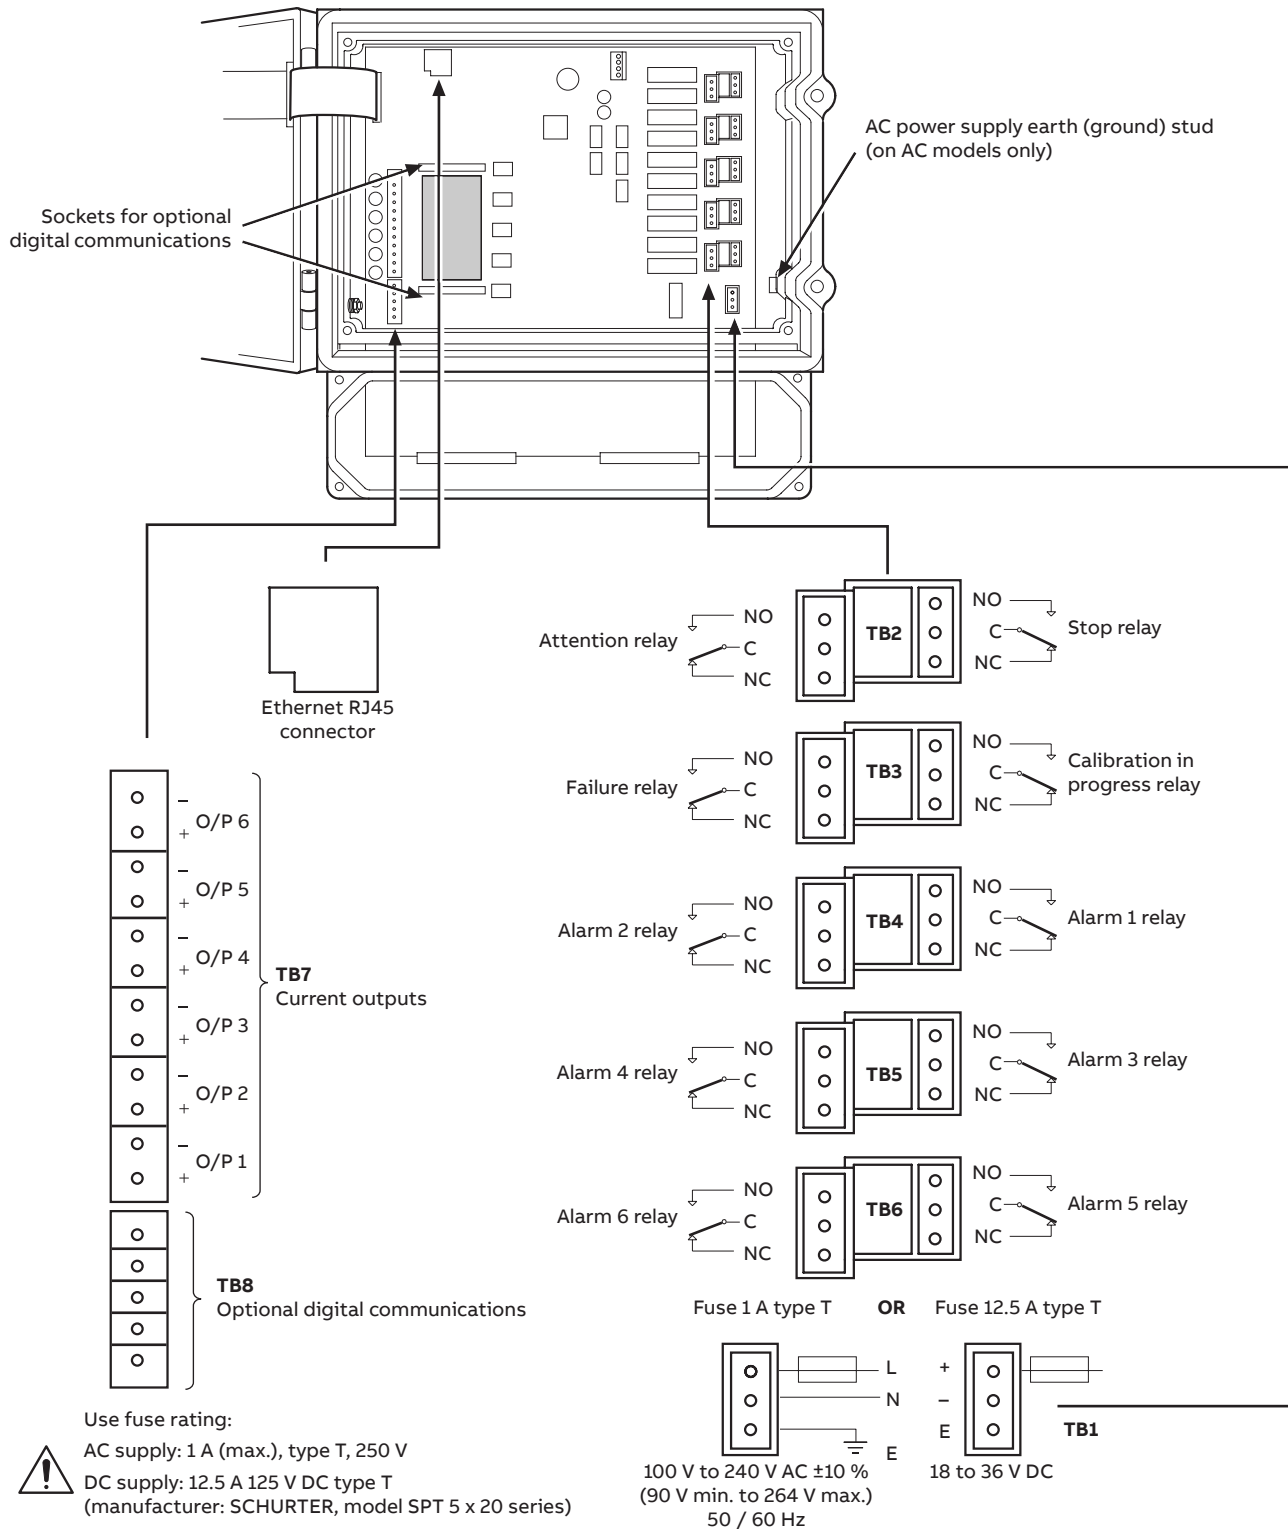 AC power supply earth (ground) stud
(on AC models only)
Sockets for optional
digital communications
Ethernet RJ45
connector
– O/P 6 +
– O/P 5 +
– O/P 4 +
– O/P 3 +
– O/P 2 +
– O/P 1 +
TB7
Current outputs
TB8
Optional digital communications
Attention relay
NO
C
NC
TB2
NO
C
NC
Stop relay
Failure relay
NO
C
NC
TB3
NO
C
NC
Calibration in
progress relay
Alarm 2 relay
NO
C
NC
TB4
NO
C
NC
Alarm 1 relay
Alarm 4 relay
NO
C
NC
TB5
NO
C
NC
Alarm 3 relay
Alarm 6 relay
NO
C
NC
TB6
NO
C
NC
Alarm 5 relay
Fuse 1 A type T OR Fuse 12.5 A type T
L
N
E
+
–
E
TB1
100 V to 240 V AC ±10 %
(90 V min. to 264 V max.)
50 / 60 Hz
18 to 36 V DC
Use fuse rating:
AC supply: 1 A (max.), type T, 250 V
DC supply: 12.5 A 125 V DC type T
(manufacturer: SCHURTER, model SPT 5 x 20 series)